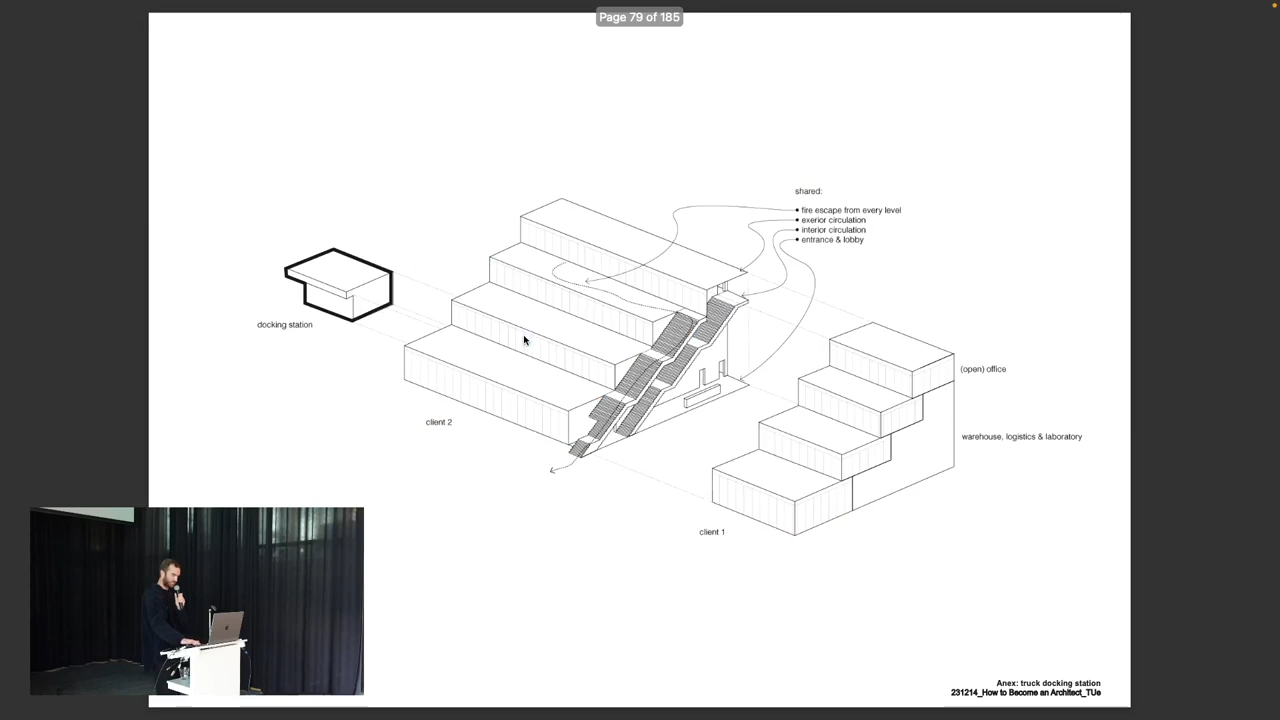 Page 79 of 185
shared:
• fire escape from every level
• exerior circulation
• interior circulation
• entrance & lobby
docking station
(open) office
client 2
warehouse, logistics & laboratory
client 1
Anex: truck docking station
231214_How to Become an Architect_TUe